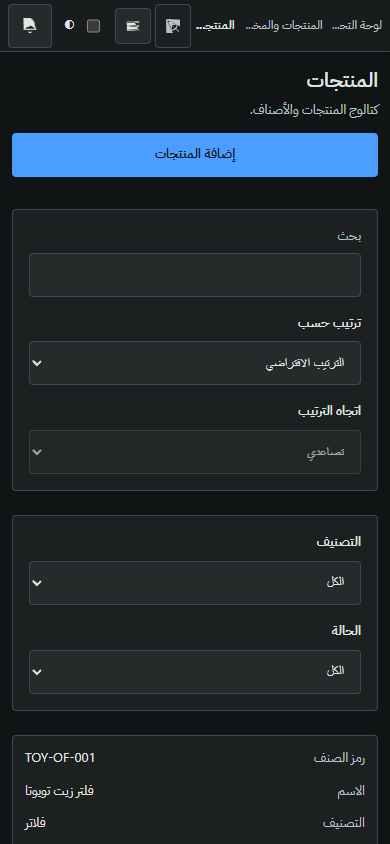 لوحة التحـ... المنتجات والمخـ... المنتجـ...
المنتجات
كتالوج المنتجات والأصناف.
إضافة المنتجات
بحث
ترتيب حسب
الترتيب الافتراضي
اتجاه الترتيب
تصاعدي
التصنيف
الكل
الحالة
الكل
رمز الصنف TOY-OF-001
الاسم فلتر زيت تويوتا
التصنيف فلاتر